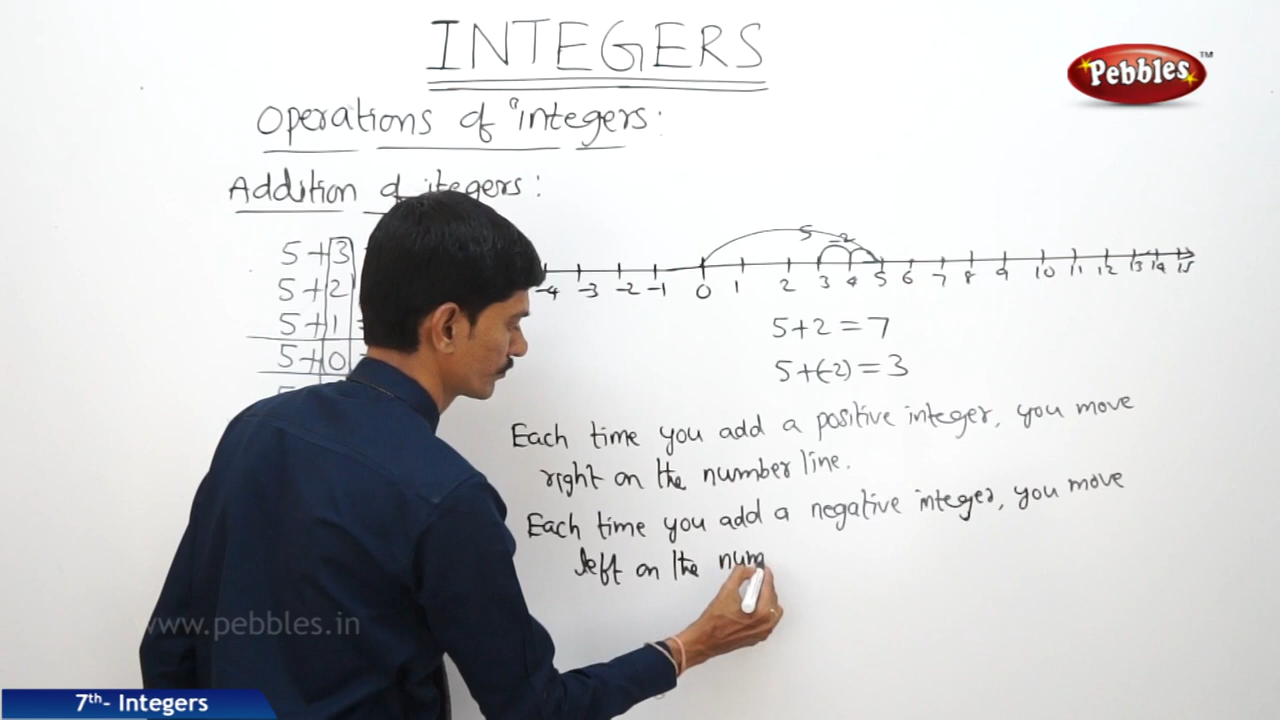 INTEGERS
Pebbles™
Operations of integers:
Addition of itegers:
5+3
5+2
5+1
5+0
5
-2
-4 -3 -2 -1 0 1 2 3 4 5 6 7 8 9 10 11 12 13 14 15
5+2=7
5+(-2)=3
Each time you add a positive integer, you move
right on the number line.
Each time you add a negative integer, you move
left on the num
www.pebbles.in
7th- Integers